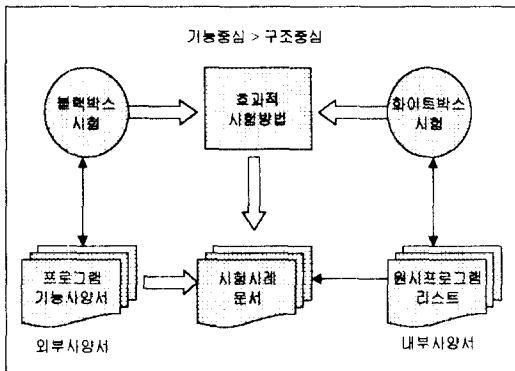 기능중심 > 구조중심
블랙박스
시험
효과적
시험방법
화이트박스
시험
프로그램
기능사양서
시험사례
문서
원시프로그램
리스트
외부사양서
내부사양서